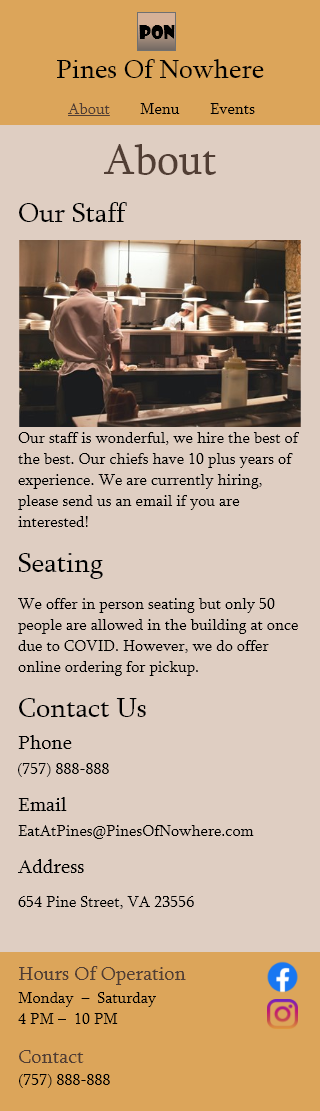 PON
Pines Of Nowhere
About Menu Events
About
Our Staff
Our staff is wonderful, we hire the best of
the best. Our chiefs have 10 plus years of
experience. We are currently hiring,
please send us an email if you are
interested!
Seating
We offer in person seating but only 50
people are allowed in the building at once
due to COVID. However, we do offer
online ordering for pickup.
Contact Us
Phone
(757) 888-888
Email
EatAtPines@PinesOfNowhere.com
Address
654 Pine Street, VA 23556
Hours Of Operation
Monday – Saturday
4 PM – 10 PM
Contact
(757) 888-888